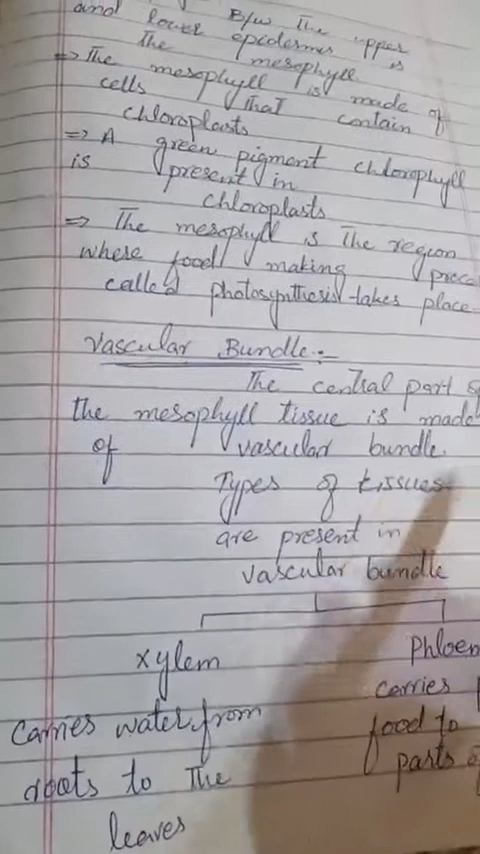 B/w the upper
and lower epidermis is
The mesophyll
=> The mesophyll is made of
cells that contain
chloroplasts
=> A green pigment chlorophyll
is present in
chloroplasts
=> The mesophyll is the region
where food making
called photosynthesis takes place
Vascular Bundle :-
The central part
the mesophyll tissue is made
of vascular bundle.
Types of tissues
are present in
vascular bundle
xylem
Carries water from
roots to the
leaves
Phloem
carries
food to
parts